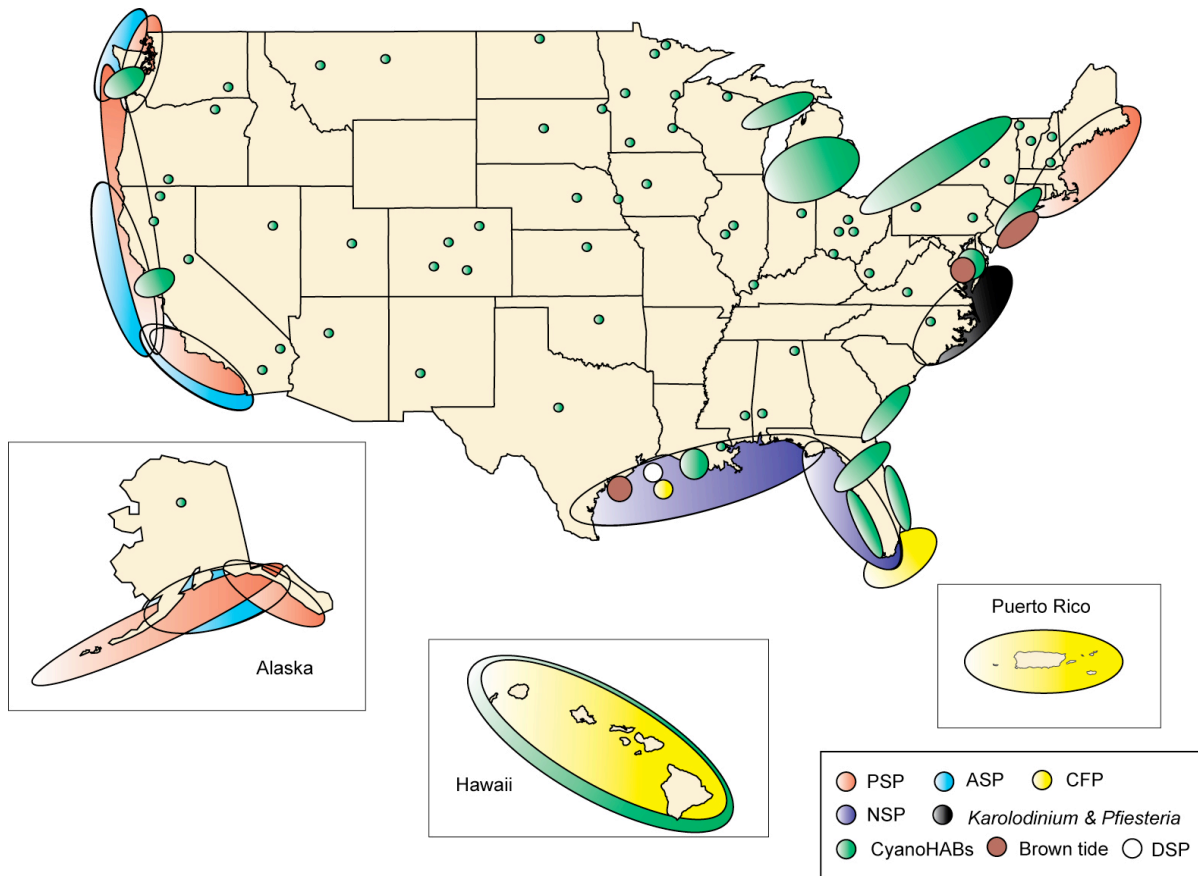 Alaska
Hawaii
Puerto Rico
PSP ASP CFP
NSP Karolodinium & Pfiesteria
CyanoHABs Brown tide DSP